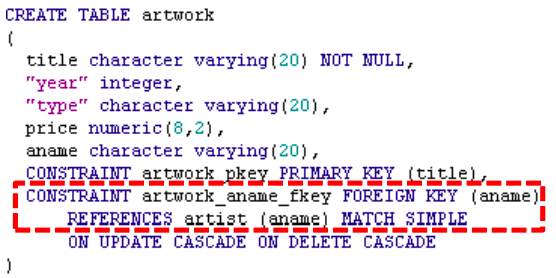 CREATE TABLE artwork
(
title character varying(20) NOT NULL,
"year" integer,
"type" character varying(20),
price numeric(8,2),
aname character varying(20),
CONSTRAINT artwork_pkey PRIMARY KEY (title),
CONSTRAINT artwork_aname_fkey FOREIGN KEY (aname)
REFERENCES artist (aname) MATCH SIMPLE
ON UPDATE CASCADE ON DELETE CASCADE
)